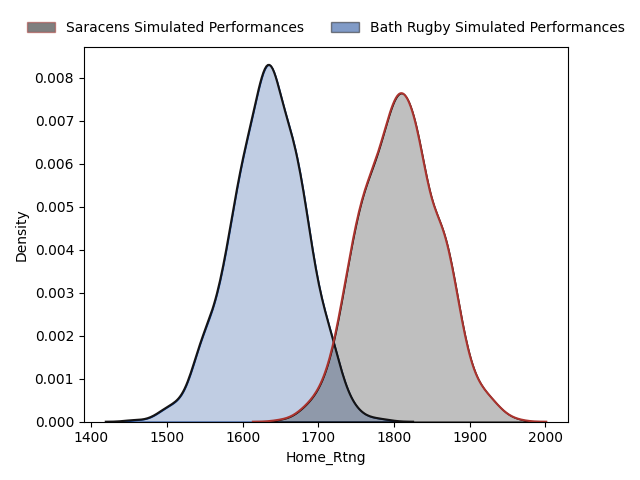 Saracens Simulated Performances
Bath Rugby Simulated Performances
0.008
0.007
0.006
0.005
0.004
0.003
0.002
0.001
0.000
Density
1400 1500 1600 1700 1800 1900 2000
Home_Rtng